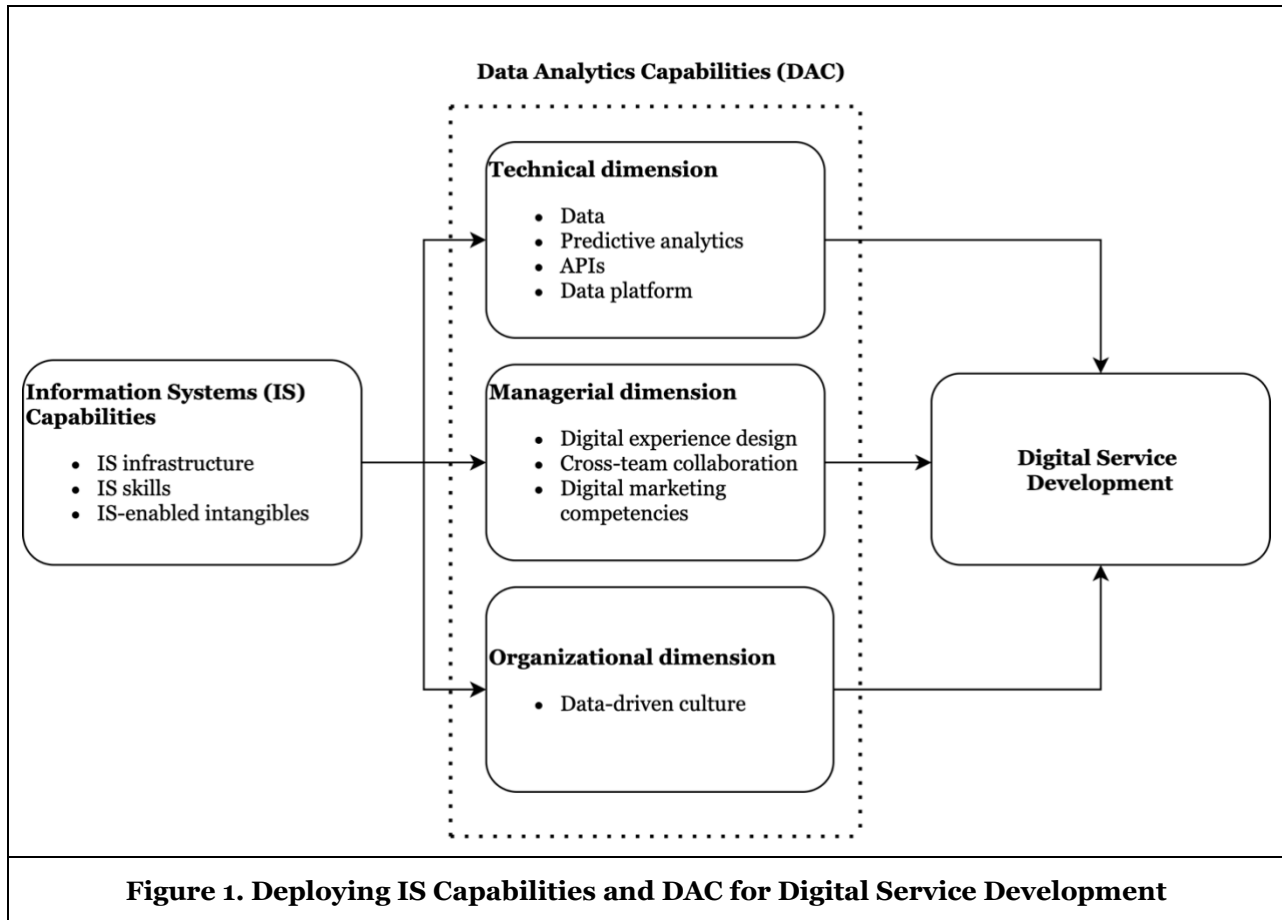 Data Analytics Capabilities (DAC)
Technical dimension
• Data
• Predictive analytics
• APIs
• Data platform
Information Systems (IS)
Capabilities
• IS infrastructure
• IS skills
• IS-enabled intangibles
Managerial dimension
• Digital experience design
• Cross-team collaboration
• Digital marketing
competencies
Organizational dimension
• Data-driven culture
Digital Service
Development
Figure 1. Deploying IS Capabilities and DAC for Digital Service Development